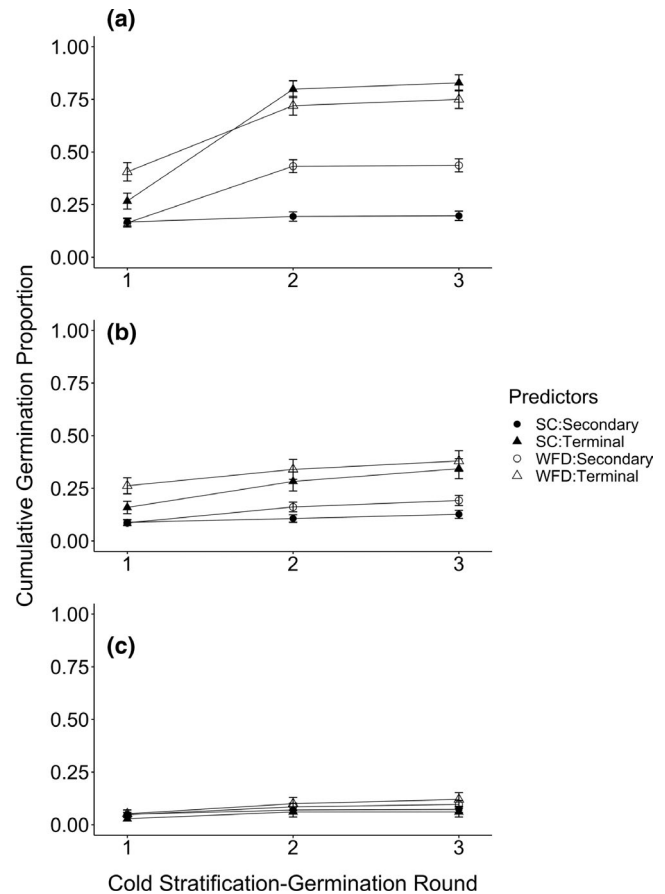 (a)
1.00
0.75
0.50
0.25
0.00
1 2 3
(b)
1.00
0.75
0.50
0.25
0.00
1 2 3
(c)
1.00
0.75
0.50
0.25
0.00
1 2 3
Cumulative Germination Proportion
Cold Stratification-Germination Round
Predictors
SC:Secondary
SC:Terminal
WFD:Secondary
WFD:Terminal